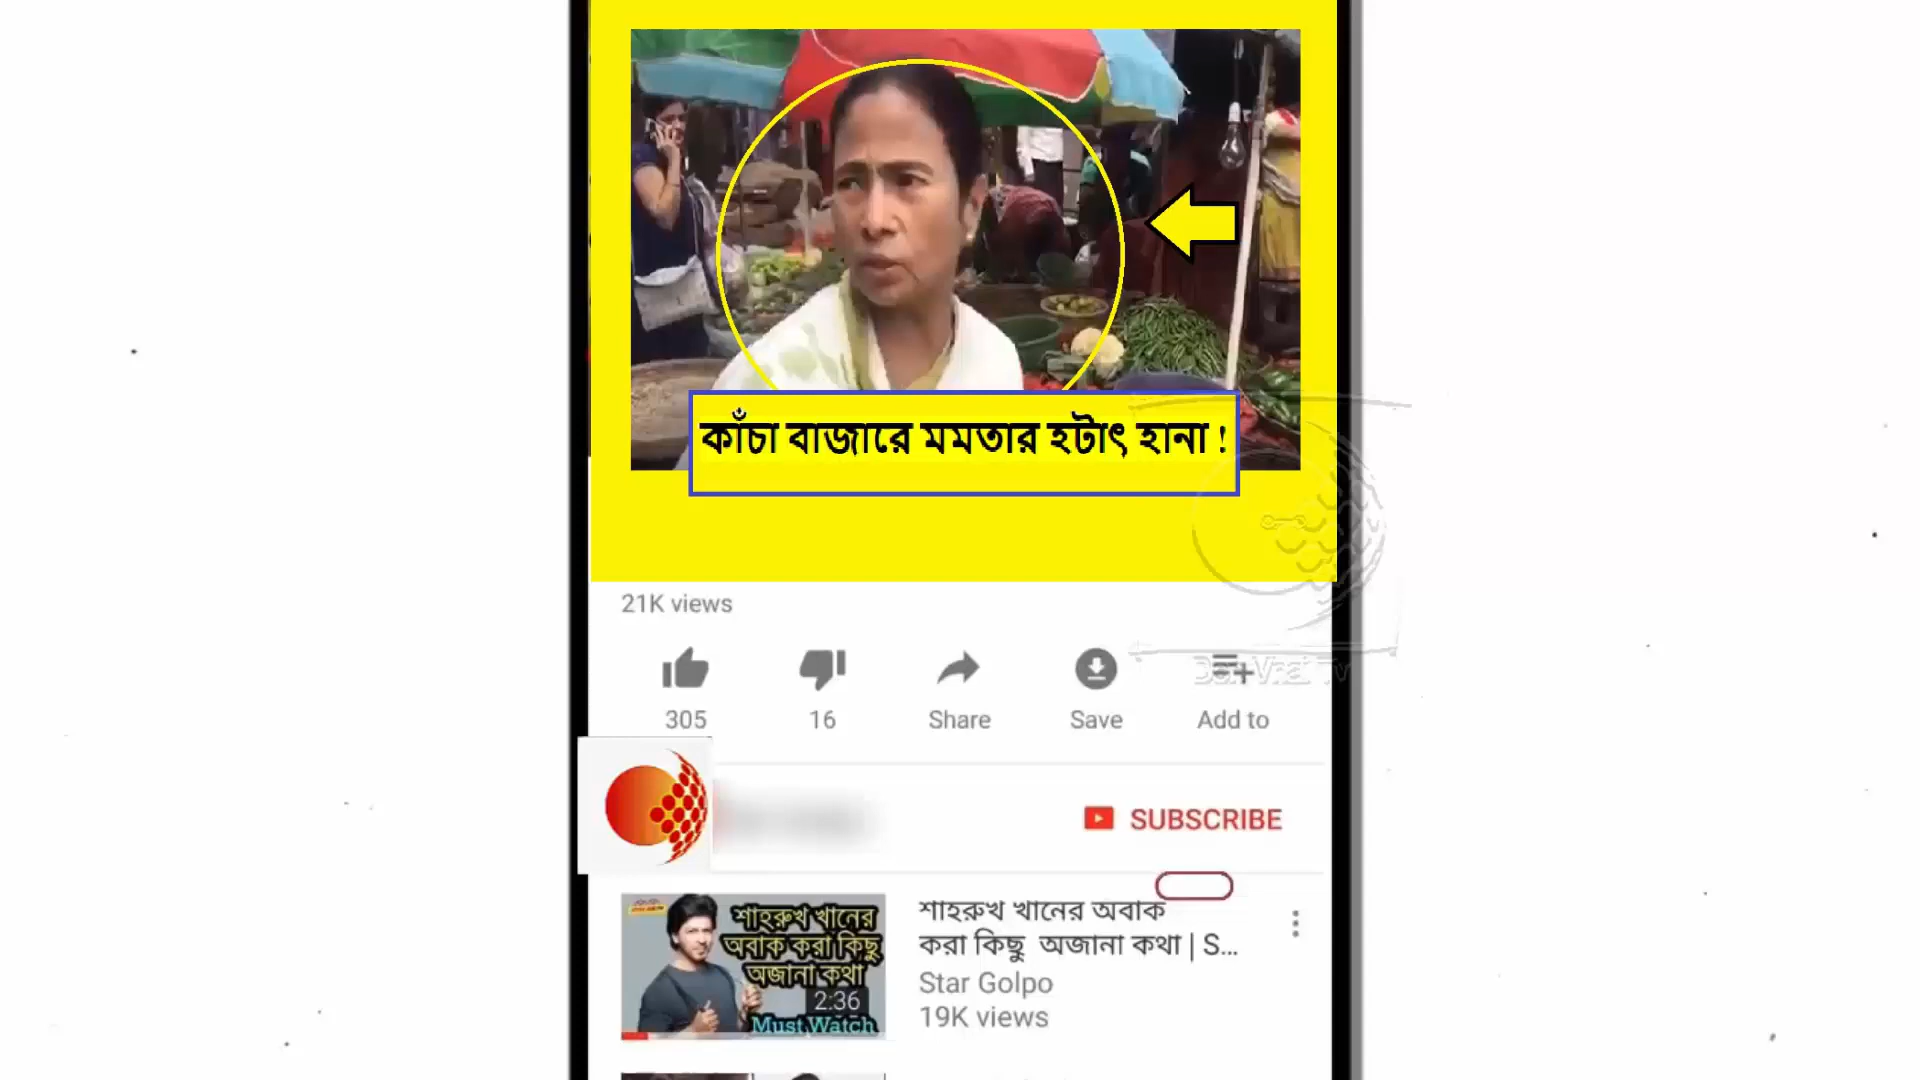 কাঁচা বাজারে মমতার হটাৎ হানা !
21K views
305
16
Share
Save
Add to
SUBSCRIBE
শাহরুখ খানের
অবাক করা কিছু
অজানা কথা
2:36
Must Watch
শাহরুখ খানের অবাক
করা কিছু অজানা কথা | S...
Star Golpo
19K views